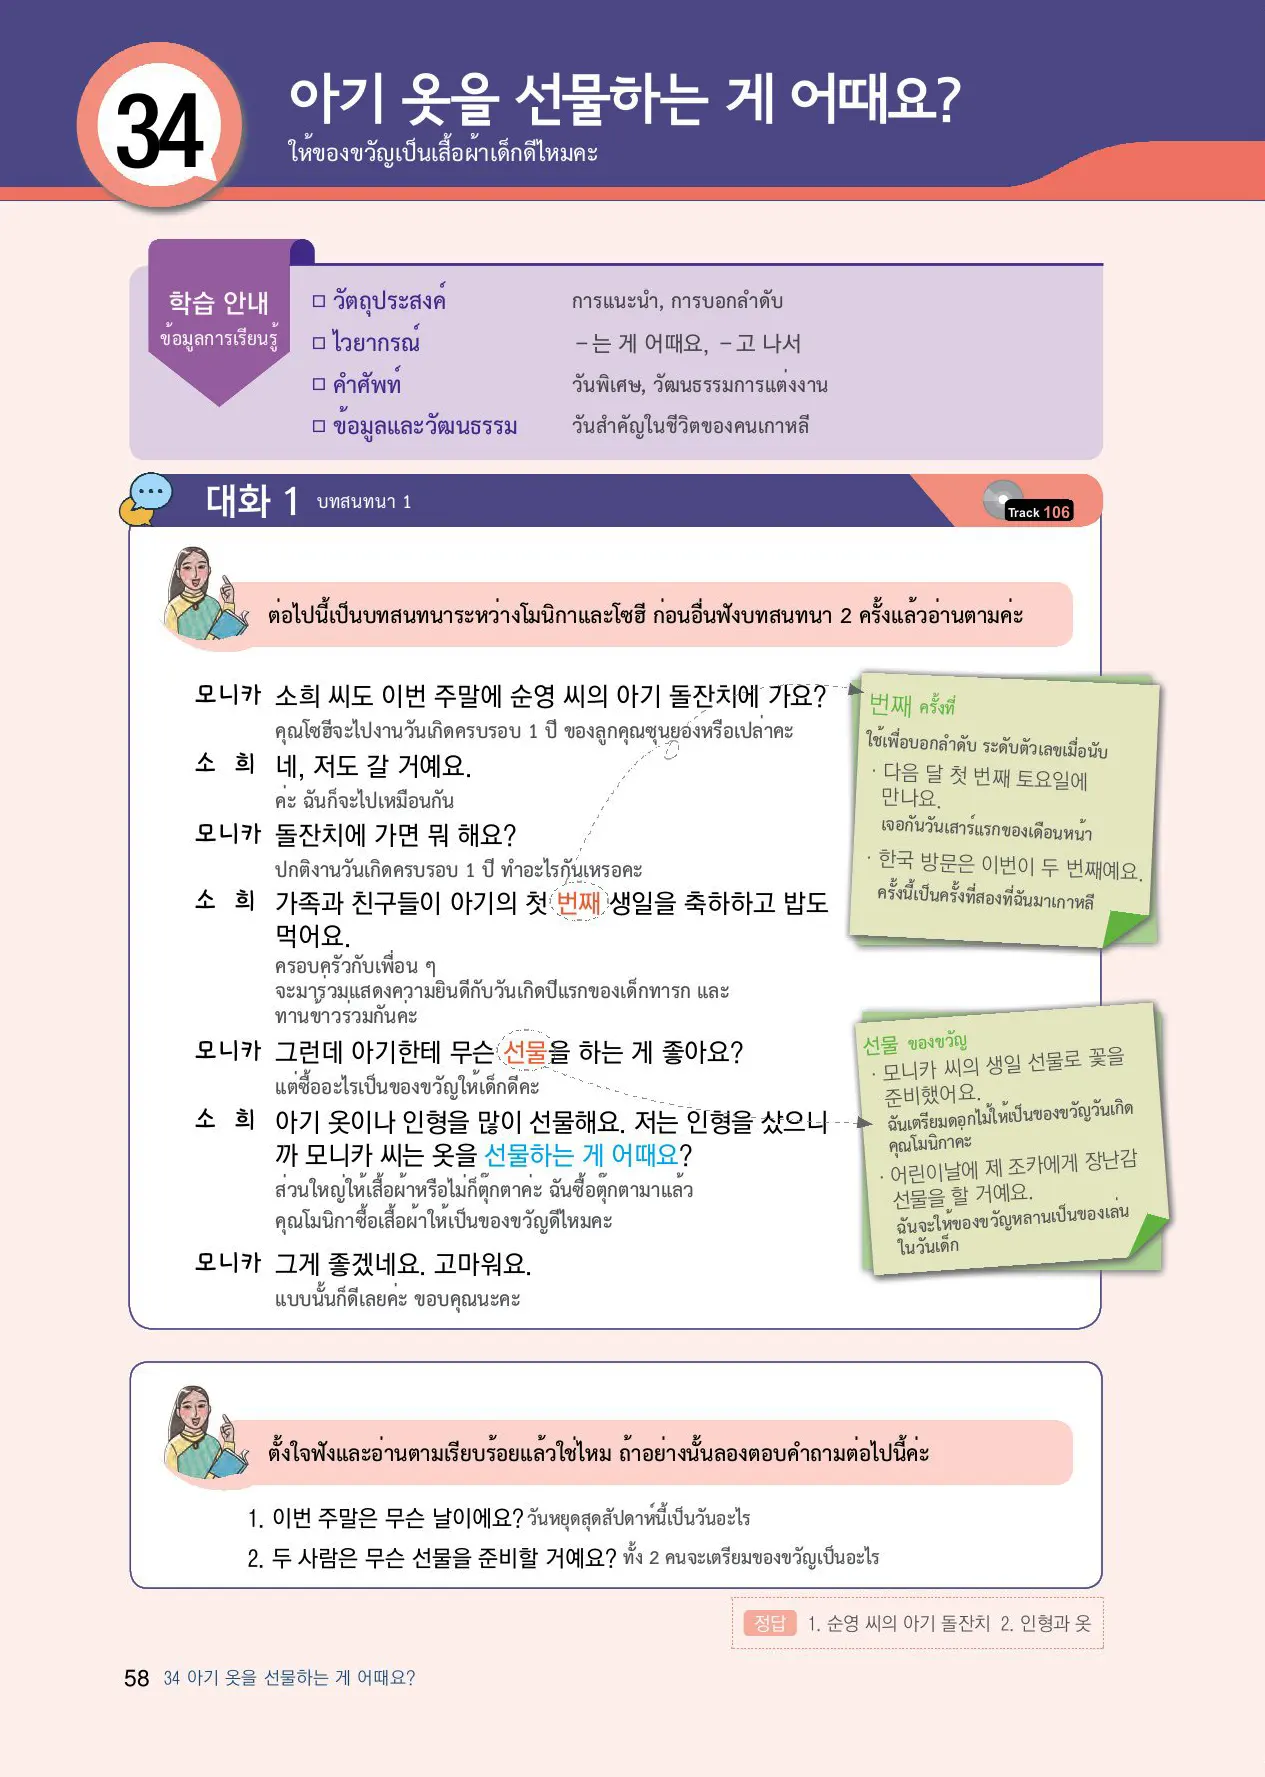 34
아기 옷을 선물하는 게 어때요?
ให้ของขวัญเป็นเสื้อผ้าเด็กดีไหมคะ
학습 안내
ข้อมูลการเรียนรู้
□ วัตถุประสงค์ การแนะนำ, การบอกลำดับ
□ ไวยากรณ์ –는 게 어때요, –고 나서
□ คำศัพท์ วันพิเศษ, วัฒนธรรมการแต่งงาน
□ ข้อมูลและวัฒนธรรม วันสำคัญในชีวิตของคนเกาหลี
대화 1 บทสนทนา 1
Track 106
ต่อไปนี้เป็นบทสนทนาระหว่างโมนิกาและโซฮี ก่อนอื่นฟังบทสนทนา 2 ครั้งแล้วอ่านตามค่ะ
모니카 소희 씨도 이번 주말에 순영 씨의 아기 돌잔치에 가요?
คุณโซฮีจะไปงานวันเกิดครบรอบ 1 ปี ของลูกคุณซุนยองหรือเปล่าคะ
소 희 네, 저도 갈 거예요.
ค่ะ ฉันก็จะไปเหมือนกัน
모니카 돌잔치에 가면 뭐 해요?
ปกติงานวันเกิดครบรอบ 1 ปี ทำอะไรกันเหรอคะ
소 희 가족과 친구들이 아기의 첫 번째 생일을 축하하고 밥도
먹어요.
ครอบครัวกับเพื่อน ๆ
จะมาร่วมแสดงความยินดีกับวันเกิดปีแรกของเด็กทารก และ
ทานข้าวร่วมกันค่ะ
모니카 그런데 아기한테 무슨 선물을 하는 게 좋아요?
แต่ซื้ออะไรเป็นของขวัญให้เด็กดีคะ
소 희 아기 옷이나 인형을 많이 선물해요. 저는 인형을 샀으니
까 모니카 씨는 옷을 선물하는 게 어때요?
ส่วนใหญ่ให้เสื้อผ้าหรือไม่ก็ตุ๊กตาค่ะ ฉันซื้อตุ๊กตามาแล้ว
คุณโมนิกาซื้อเสื้อผ้าให้เป็นของขวัญดีไหมคะ
모니카 그게 좋겠네요. 고마워요.
แบบนั้นก็ดีเลยค่ะ ขอบคุณนะคะ
번째 ครั้งที่
ใช้เพื่อบอกลำดับ ระดับตัวเลขเมื่อนับ
· 다음 달 첫 번째 토요일에
만나요.
เจอกันวันเสาร์แรกของเดือนหน้า
· 한국 방문은 이번이 두 번째예요.
ครั้งนี้เป็นครั้งที่สองที่ฉันมาเกาหลี
선물 ของขวัญ
· 모니카 씨의 생일 선물로 꽃을
준비했어요.
ฉันเตรียมดอกไม้ให้เป็นของขวัญวันเกิด
คุณโมนิกาค่ะ
· 어린이날에 제 조카에게 장난감
선물을 할 거예요.
ฉันจะให้ของขวัญหลานเป็นของเล่น
ในวันเด็ก
ตั้งใจฟังและอ่านตามเรียบร้อยแล้วใช่ไหม ถ้าอย่างนั้นลองตอบคำถามต่อไปนี้ค่ะ
1. 이번 주말은 무슨 날이에요? วันหยุดสุดสัปดาห์นี้เป็นวันอะไร
2. 두 사람은 무슨 선물을 준비할 거예요? ทั้ง 2 คนจะเตรียมของขวัญเป็นอะไร
정답 1. 순영 씨의 아기 돌잔치 2. 인형과 옷
58 34 아기 옷을 선물하는 게 어때요?